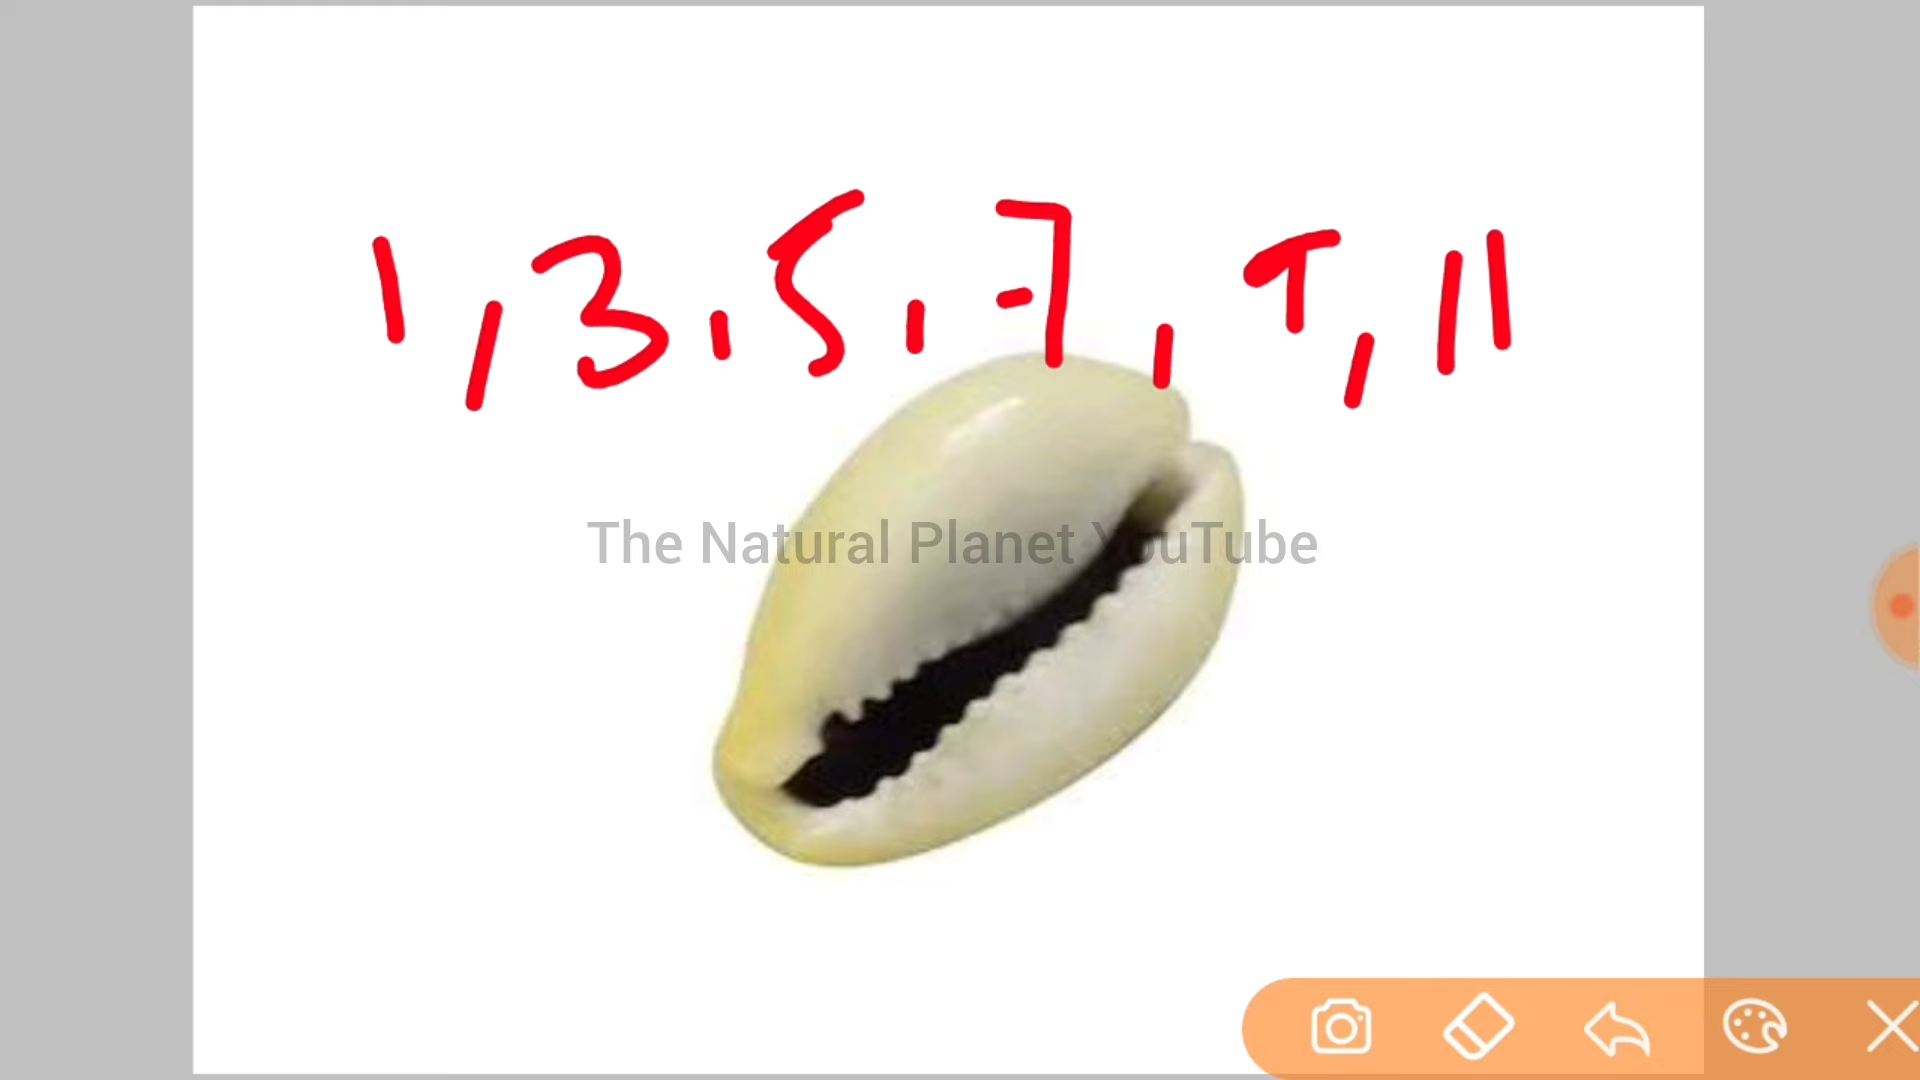 1, 3, 5, 7, 9, 11
The Natural Planet YouTube